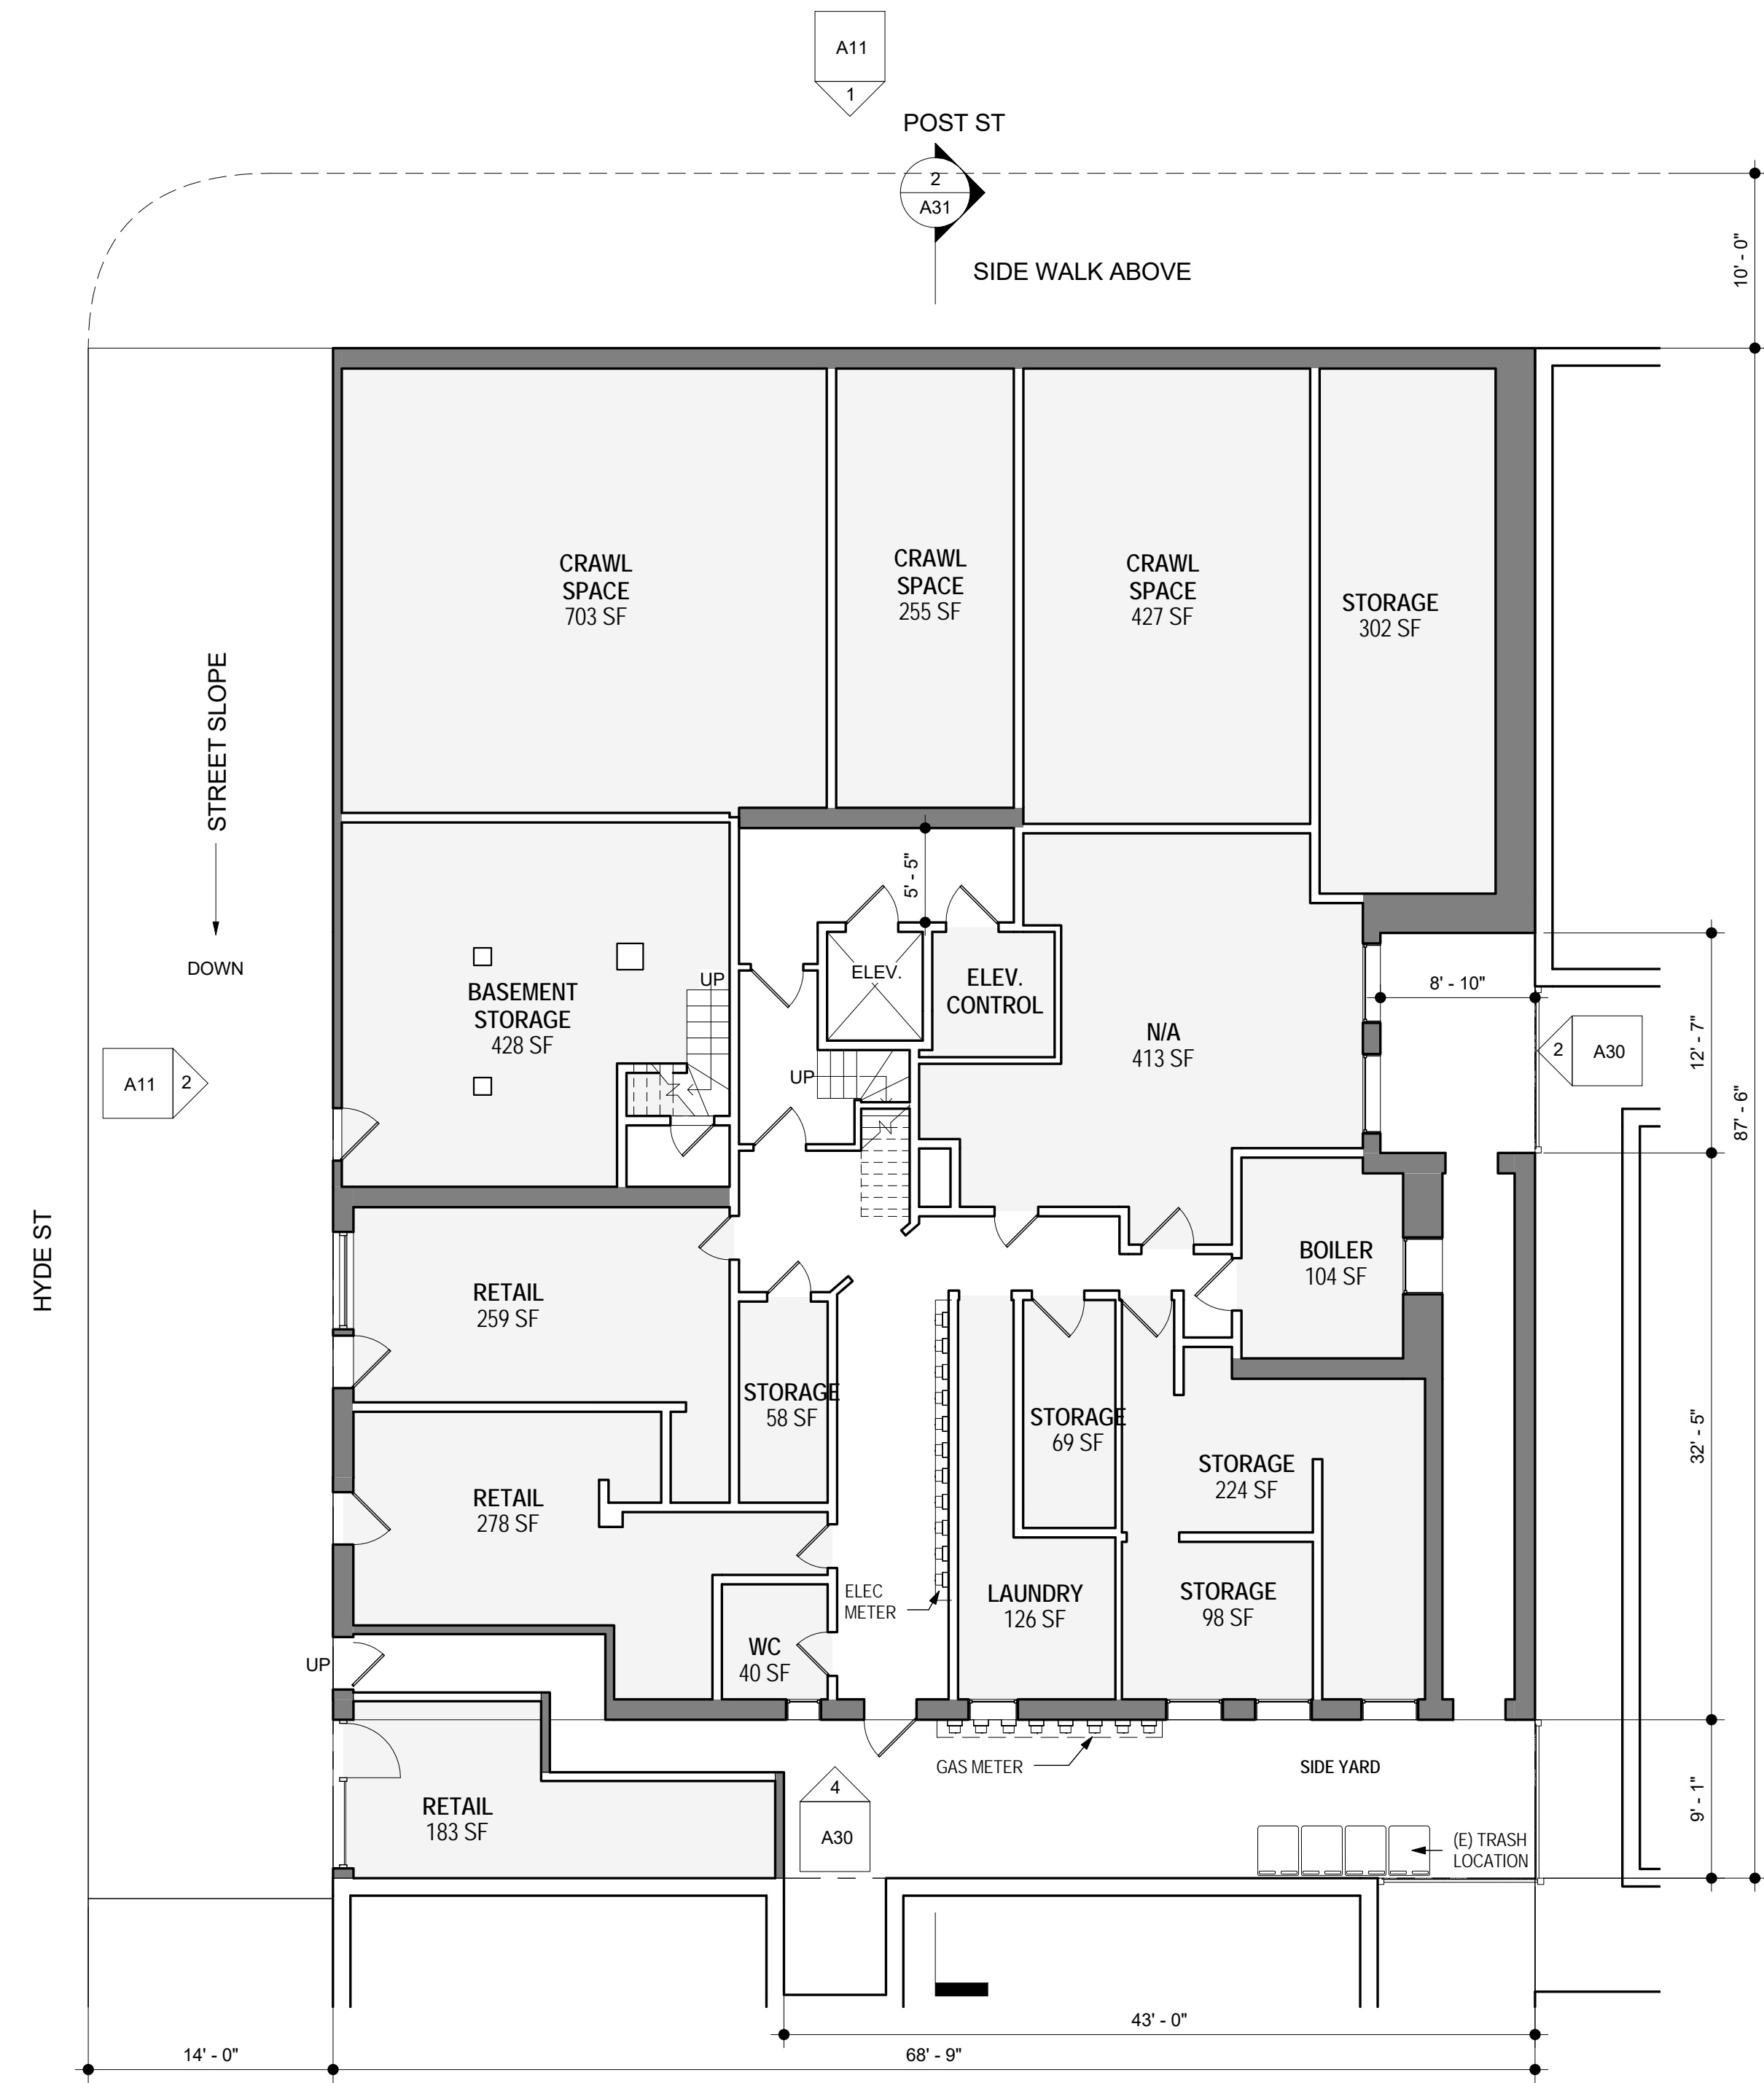 A11
1
POST ST
2
A31
SIDE WALK ABOVE
10' - 0"
CRAWL
SPACE
703 SF
CRAWL
SPACE
255 SF
CRAWL
SPACE
427 SF
STORAGE
302 SF
STREET SLOPE
DOWN
5' - 5"
ELEV.
ELEV.
CONTROL
UP
BASEMENT
STORAGE
428 SF
N/A
413 SF
8' - 10"
12' - 7"
87' - 6"
2
A30
A11
2
UP
HYDE ST
RETAIL
259 SF
BOILER
104 SF
STORAGE
58 SF
STORAGE
69 SF
STORAGE
224 SF
32' - 5"
RETAIL
278 SF
ELEC
METER
LAUNDRY
126 SF
STORAGE
98 SF
WC
40 SF
UP
GAS METER
SIDE YARD
RETAIL
183 SF
4
A30
(E) TRASH
LOCATION
9' - 1"
43' - 0"
14' - 0"
68' - 9"